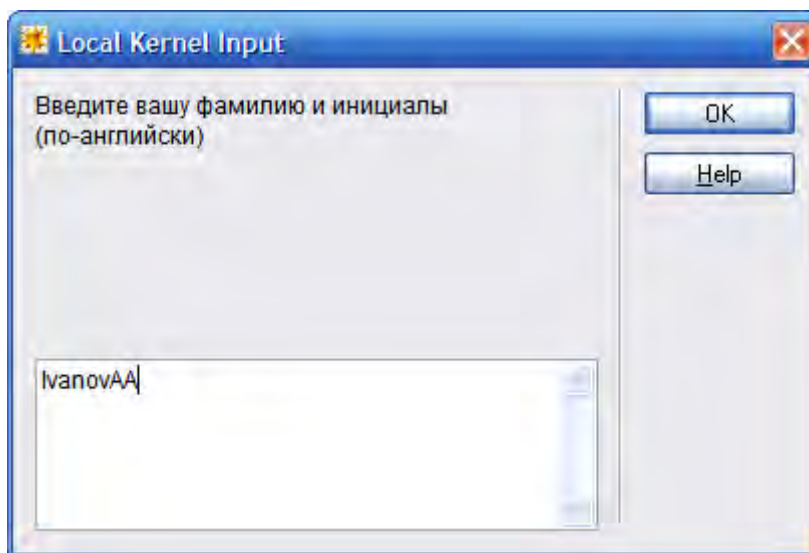 Local Kernel Input
Введите вашу фамилию и инициалы
(по-английски)
OK
Help
IvanovAA